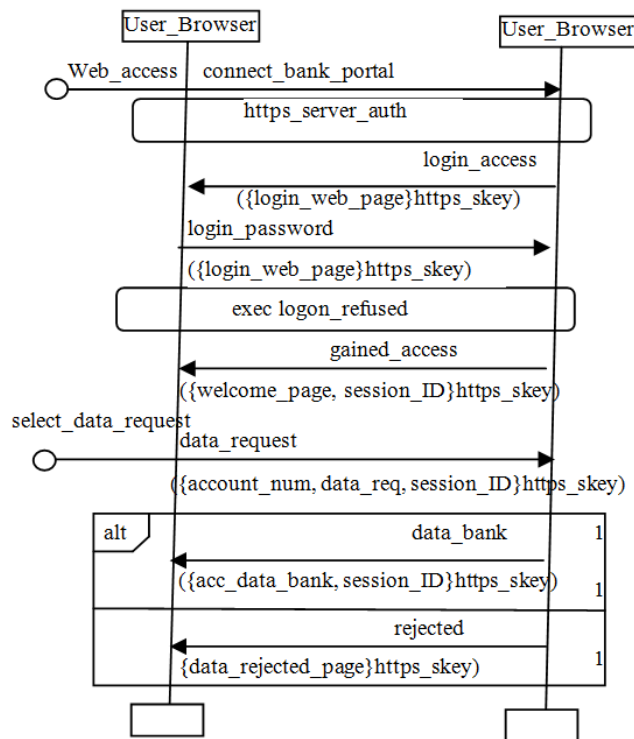 User_Browser
User_Browser
Web_access
connect_bank_portal
https_server_auth
login_access
({login_web_page}https_skey)
login_password
({login_web_page}https_skey)
exec logon_refused
gained_access
({welcome_page, session_ID}https_skey)
select_data_request
data_request
({account_num, data_req, session_ID}https_skey)
alt
data_bank
1
({acc_data_bank, session_ID}https_skey)
1
rejected
1
{data_rejected_page}https_skey)